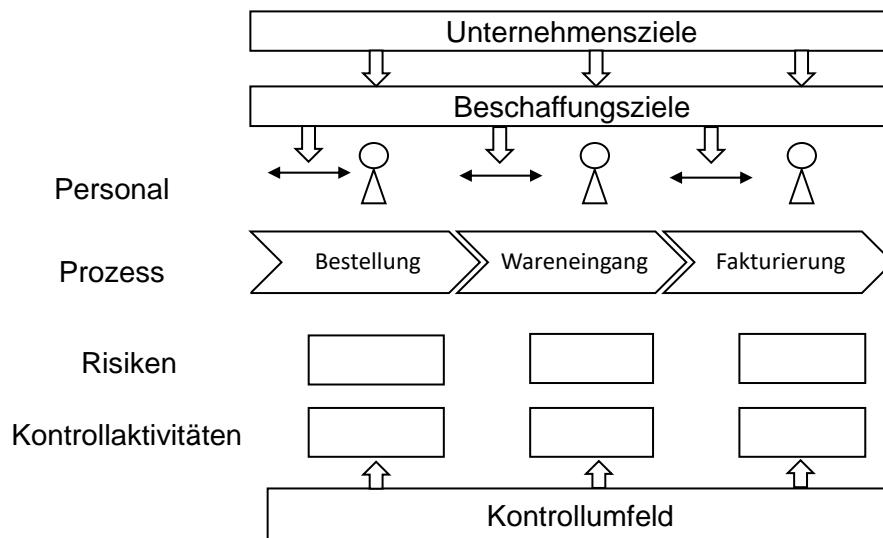 Unternehmensziele
Beschaffungsziele
Personal
Prozess
Bestellung
Wareneingang
Fakturierung
Risiken
Kontrollaktivitäten
Kontrollumfeld